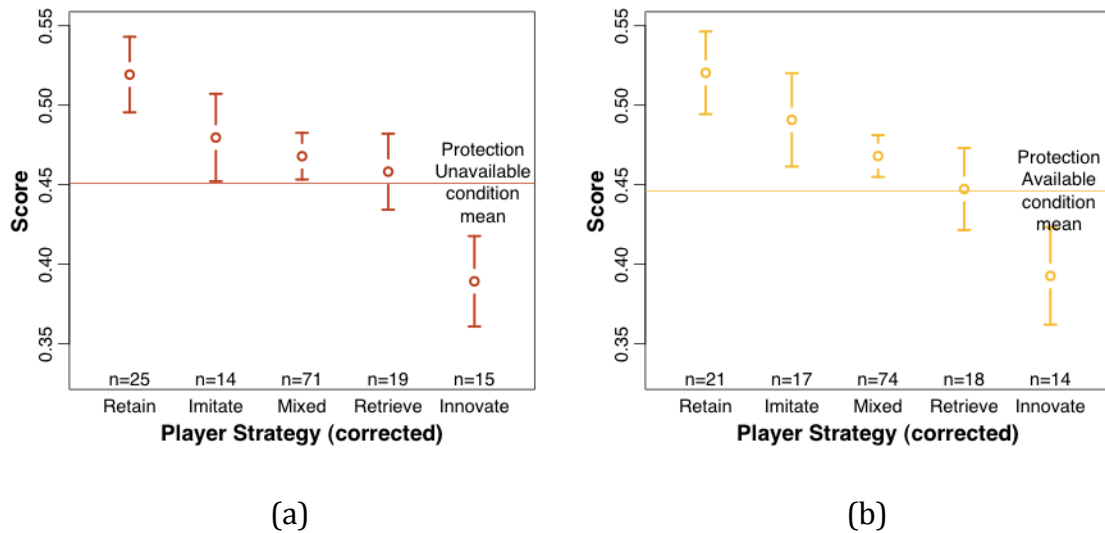 0.55
0.50
0.45
0.40
0.35
Score
Protection
Unavailable
condition
mean
n=25 n=14 n=71 n=19 n=15
Retain Imitate Mixed Retrieve Innovate
Player Strategy (corrected)
(a)
0.55
0.50
0.45
0.40
0.35
Score
Protection
Available
condition
mean
n=21 n=17 n=74 n=18 n=14
Retain Imitate Mixed Retrieve Innovate
Player Strategy (corrected)
(b)